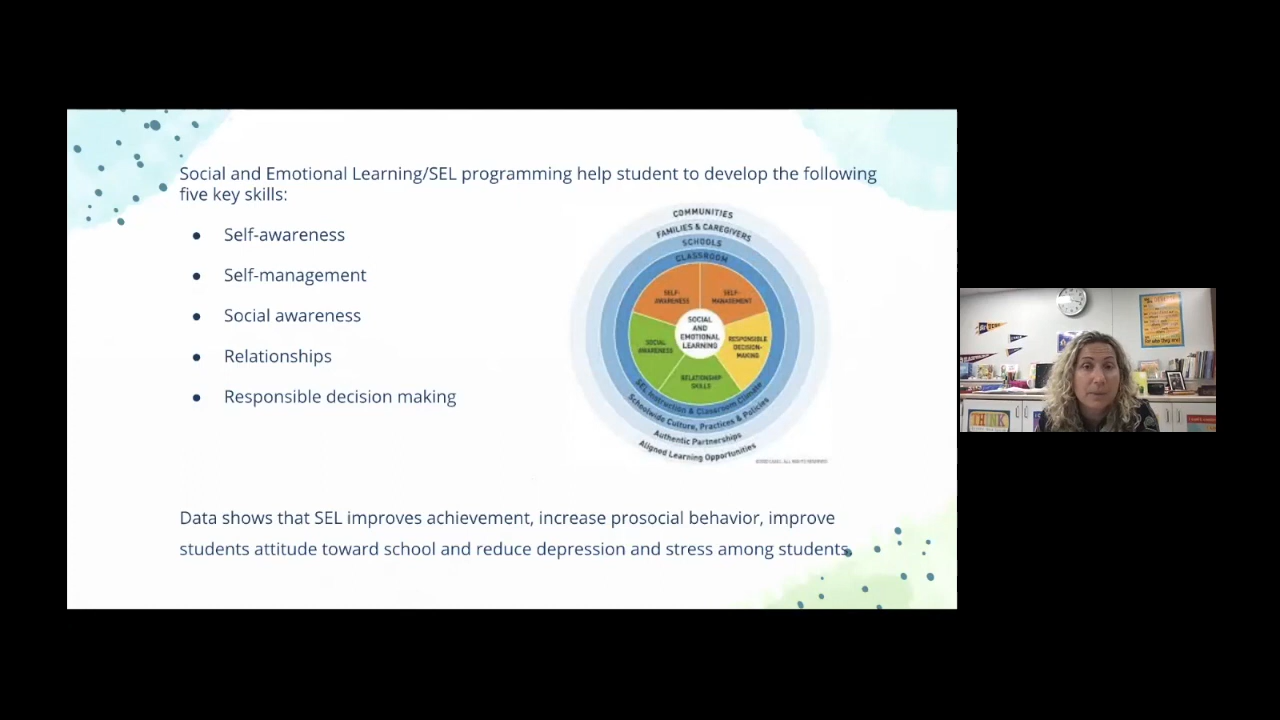 Social and Emotional Learning/SEL programming help student to develop the following
five key skills:
● Self-awareness
● Self-management
● Social awareness
● Relationships
● Responsible decision making
COMMUNITIES
FAMILIES & CAREGIVERS
SCHOOLS
CLASSROOM
SELF-
AWARENESS
SELF-
MANAGEMENT
SOCIAL
AND
EMOTIONAL
LEARNING
SOCIAL
AWARENESS
RESPONSIBLE
DECISION-
MAKING
RELATIONSHIP
SKILLS
SEL Instruction & Classroom Climate
Schoolwide Culture, Practices & Policies
Authentic Partnerships
Aligned Learning Opportunities
Data shows that SEL improves achievement, increase prosocial behavior, improve
students attitude toward school and reduce depression and stress among students.
THINK